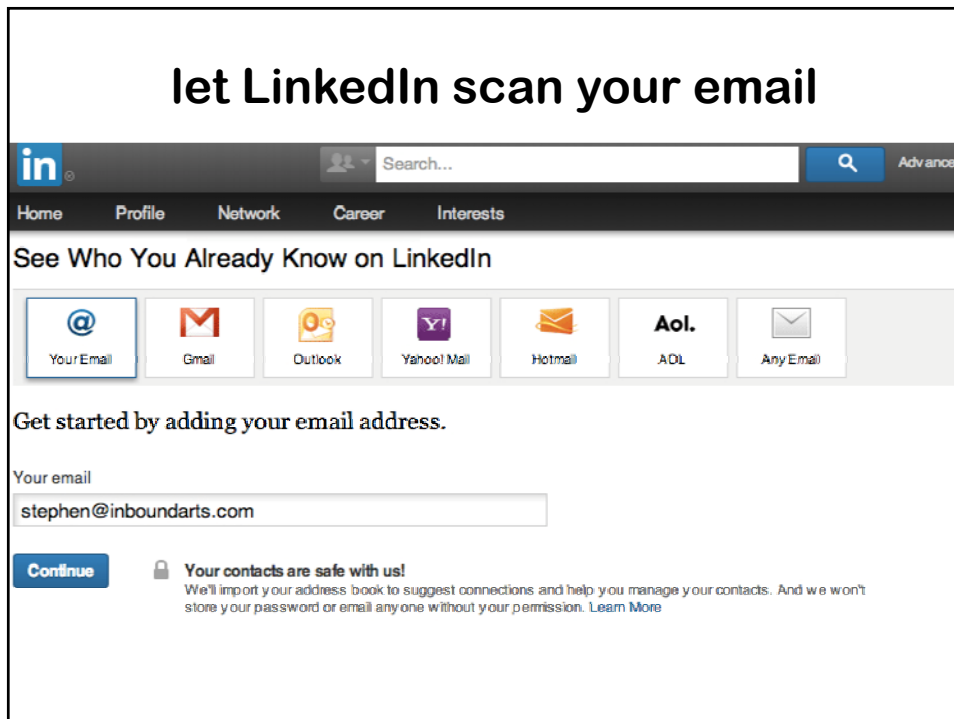 let LinkedIn scan your email
in
Search...
Advance
Home Profile Network Career Interests
See Who You Already Know on LinkedIn
@ M O Y! Aol.
Your Email Gmail Outlook Yahoo! Mail Hotmail AOL Any Email
Get started by adding your email address.
Your email
stephen@inboundarts.com
Continue
Your contacts are safe with us!
We'll import your address book to suggest connections and help you manage your contacts. And we won't
store your password or email anyone without your permission. Learn More